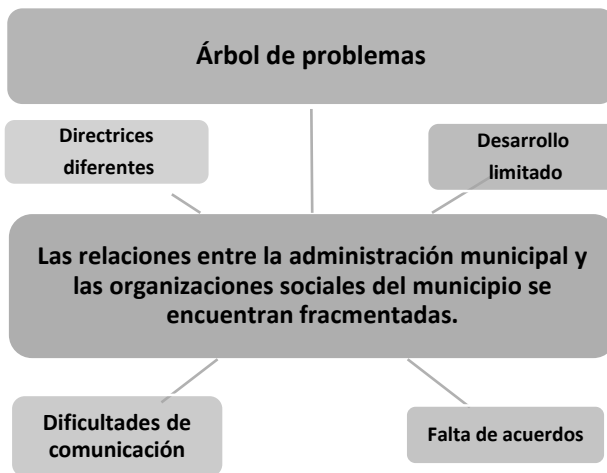 Árbol de problemas
Directrices
diferentes
Desarrollo
limitado
Las relaciones entre la administración municipal y
las organizaciones sociales del municipio se
encuentran fracmentadas.
Dificultades de
comunicación
Falta de acuerdos